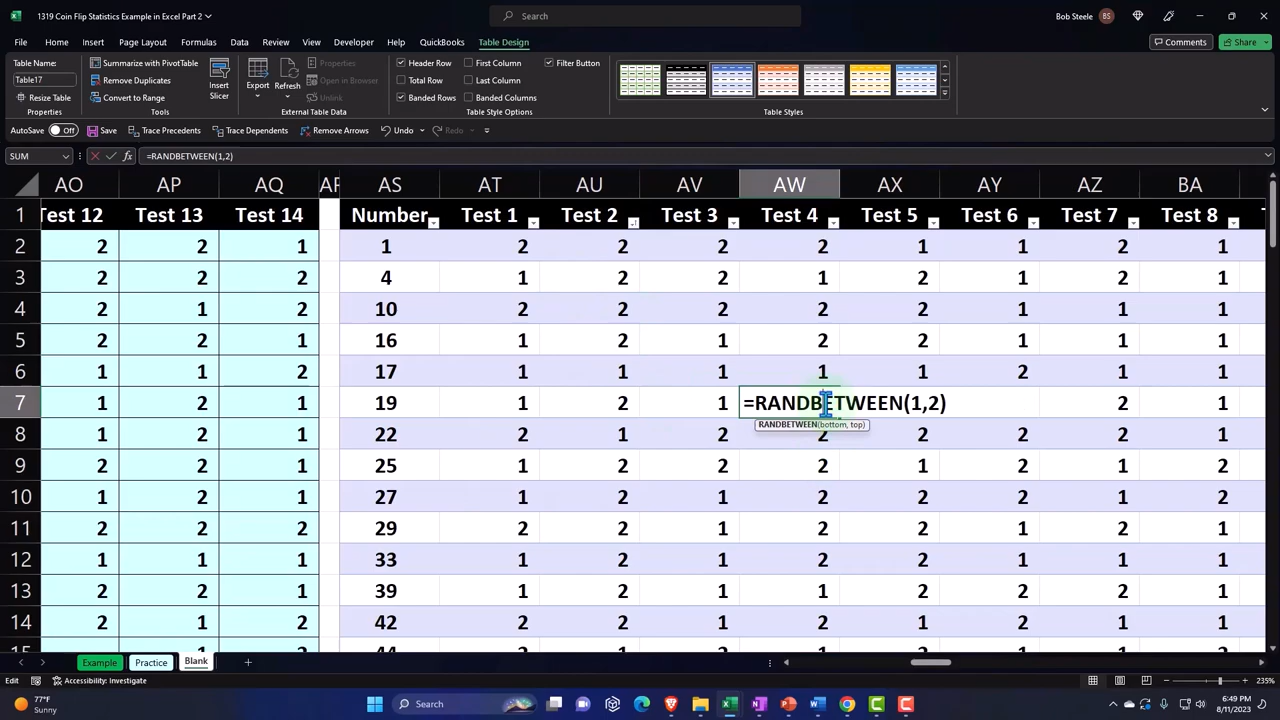 1319 Coin Flip Statistics Example in Excel Part 2
Search
Bob Steele BS
File Home Insert Page Layout Formulas Data Review View Developer Help QuickBooks Table Design
Comments Share
Table Name:
Table17
Resize Table
Properties
Summarize with PivotTable
Remove Duplicates
Convert to Range
Tools
Insert Slicer
Export Refresh
Properties
Open in Browser
Unlink
External Table Data
Header Row First Column Filter Button
Total Row Last Column
Banded Rows Banded Columns
Table Style Options
Table Styles
AutoSave Off Save Trace Precedents Trace Dependents Remove Arrows Undo Redo
SUM fx =RANDBETWEEN(1,2)
AO AP AQ AS AT AU AV AW AX AY AZ BA
1 Test 12 Test 13 Test 14 Number Test 1 Test 2 Test 3 Test 4 Test 5 Test 6 Test 7 Test 8
2 2 2 1 1 2 2 2 2 1 1 2 1
3 2 2 2 4 1 2 2 1 2 1 1 1
4 2 1 2 10 2 2 2 2 2 1 1 1
5 2 2 1 16 1 2 1 2 2 1 1 1
6 1 1 2 17 1 1 1 1 1 2 1 1
7 1 2 1 19 1 2 1 =RANDBETWEEN(1,2) 2 1
RANDBETWEEN(bottom, top)
8 1 2 1 22 2 1 2 2 2 2 2 1
9 2 2 1 25 1 2 2 2 1 2 1 2
10 1 2 1 27 1 2 1 2 2 1 2 2
11 2 2 2 29 2 2 1 2 2 1 2 1
12 1 1 1 33 1 2 1 2 2 2 1 1
13 2 2 1 39 1 2 1 1 2 2 2 1
14 2 1 2 42 1 2 1 2 1 2 1 1
15
Example Practice Blank
Edit Accessibility: Investigate 235%
77°F
Sunny
Search
6:49 PM
8/11/2023